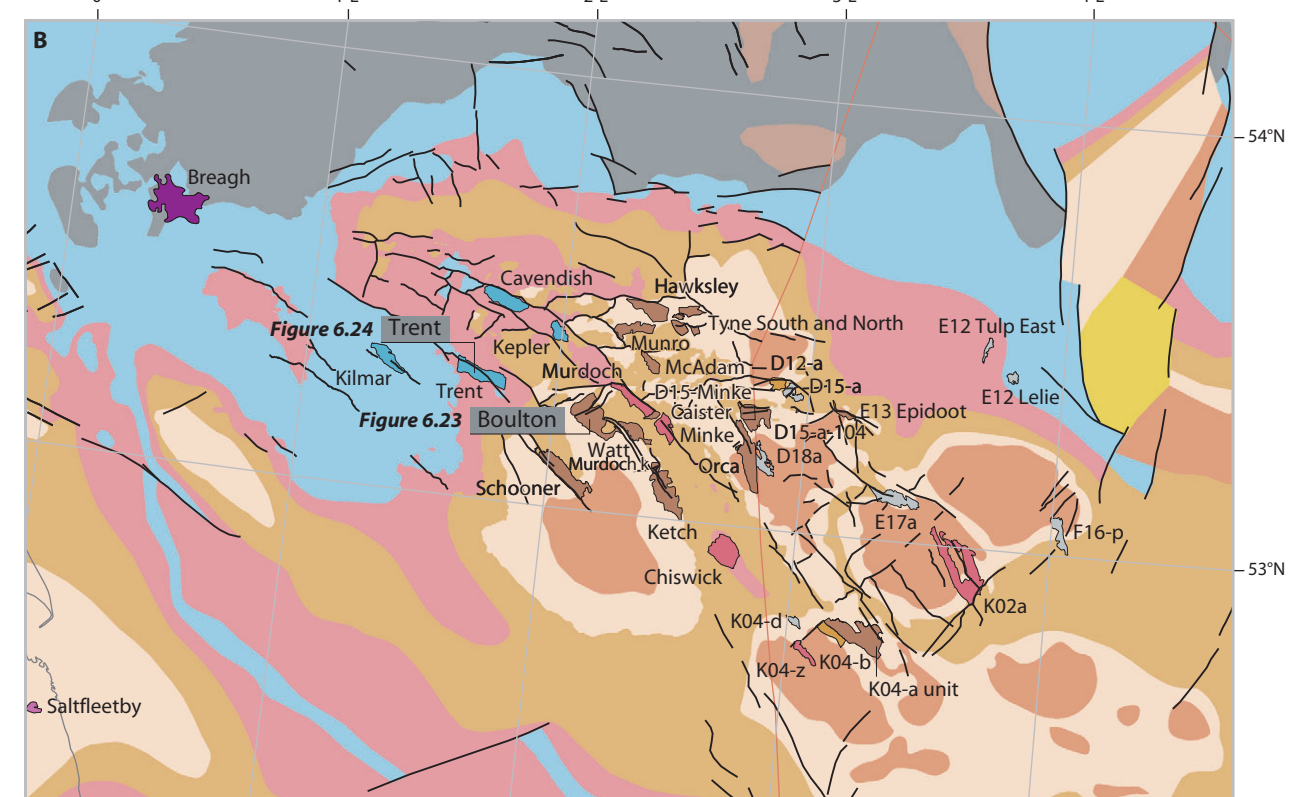 B
Breagh
54°N
Cavendish
Hawksley
Figure 6.24 Trent
Tyne South and North
E12 Tulp East
Kepler
Munro
Kilmar
Murdoch
McAdam
D12-a
Trent
D15-Minke
D15-a
E12 Lelie
Figure 6.23 Boulton
Caister
E13 Epidoot
Minke
D15-a-104
Watt
Murdoch k
Orca
D18a
Schooner
E17a
Ketch
F16-p
Chiswick
53°N
K02a
K04-d
K04-z
K04-b
K04-a unit
Saltfleetby